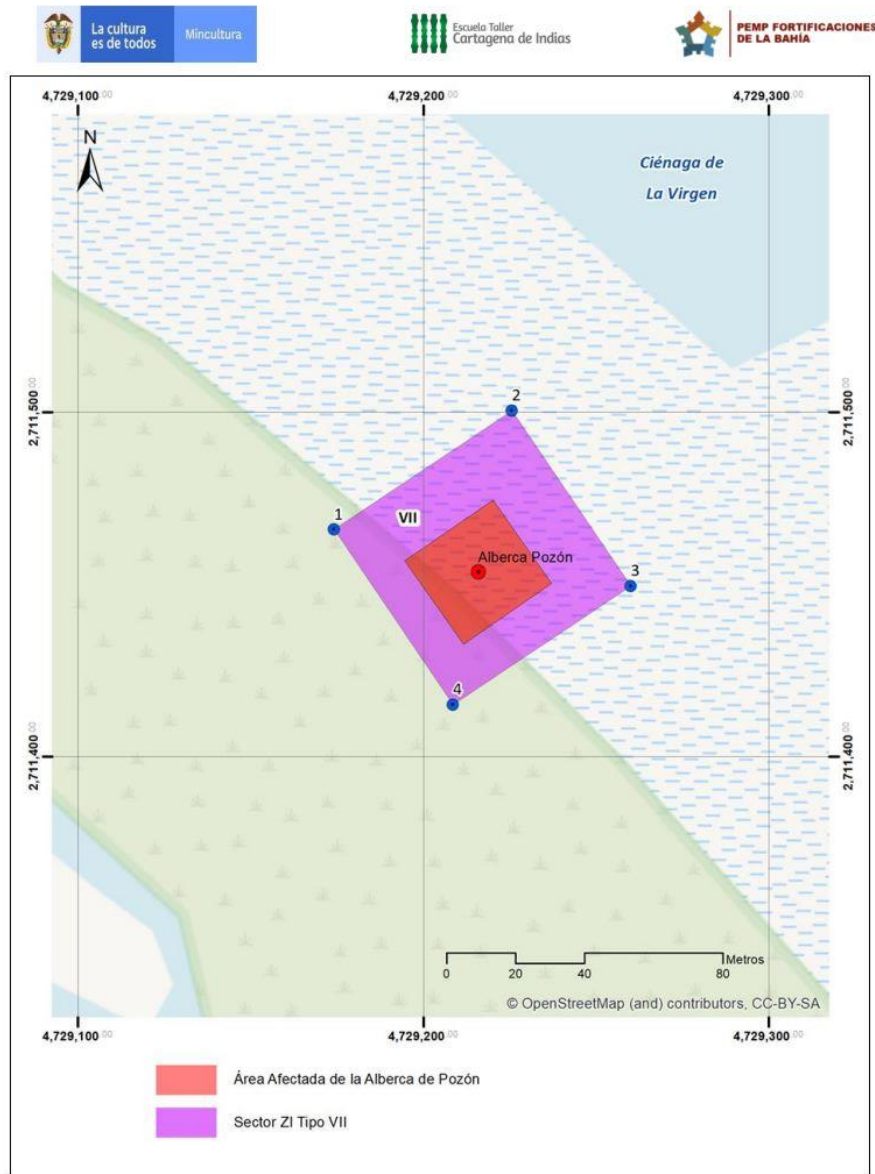 La cultura
es de todos
Mincultura
Escuela Taller
Cartagena de Indias
PEMP FORTIFICACIONES
DE LA BAHÍA
4,729,100.00
4,729,200.00
4,729,300.00
N
Ciénaga de
La Virgen
2,711,500.00
2,711,500.00
2
1
VII
Alberca Pozón
3
4
2,711,400.00
2,711,400.00
Metros
0 20 40 80
© OpenStreetMap (and) contributors, CC-BY-SA
4,729,100.00
4,729,200.00
4,729,300.00
Área Afectada de la Alberca de Pozón
Sector ZI Tipo VII